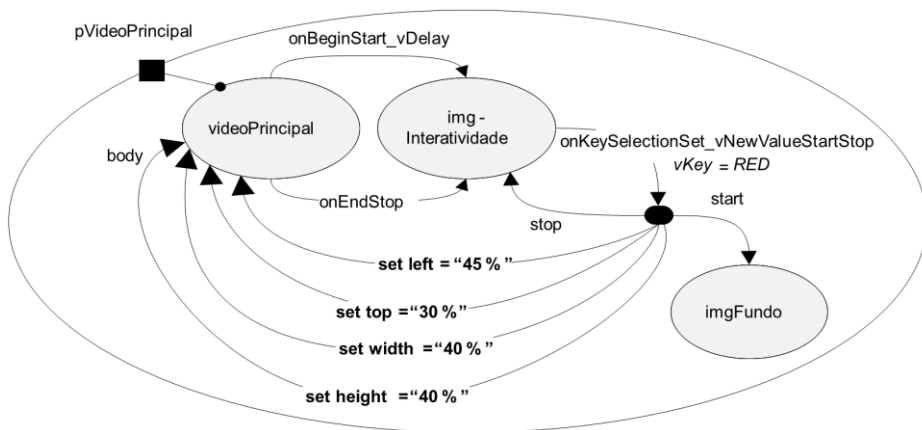 pVideoPrincipal
onBeginStart_vDelay
videoPrincipal
img -
Interatividade
onKeySelectionSet_vNewValueStartStop
vKey = RED
body
onEndStop
stop
start
set left = “45 % ”
set top = “30 % ”
imgFundo
set width = “40 % ”
set height = “40 % ”